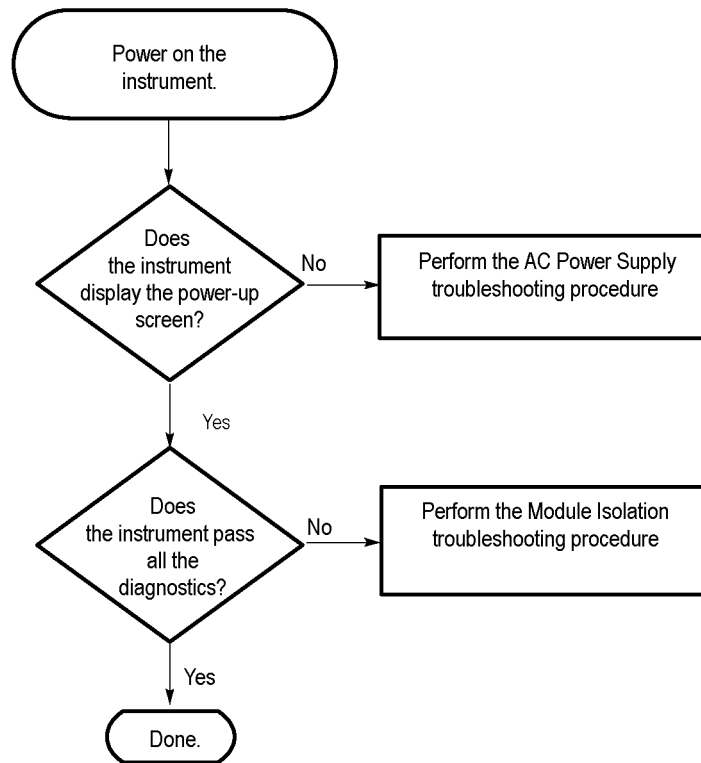 Power on the
instrument.
Does
the instrument
display the power-up
screen?
No
Perform the AC Power Supply
troubleshooting procedure
Yes
Does
the instrument pass
all the
diagnostics?
No
Perform the Module Isolation
troubleshooting procedure
Yes
Done.